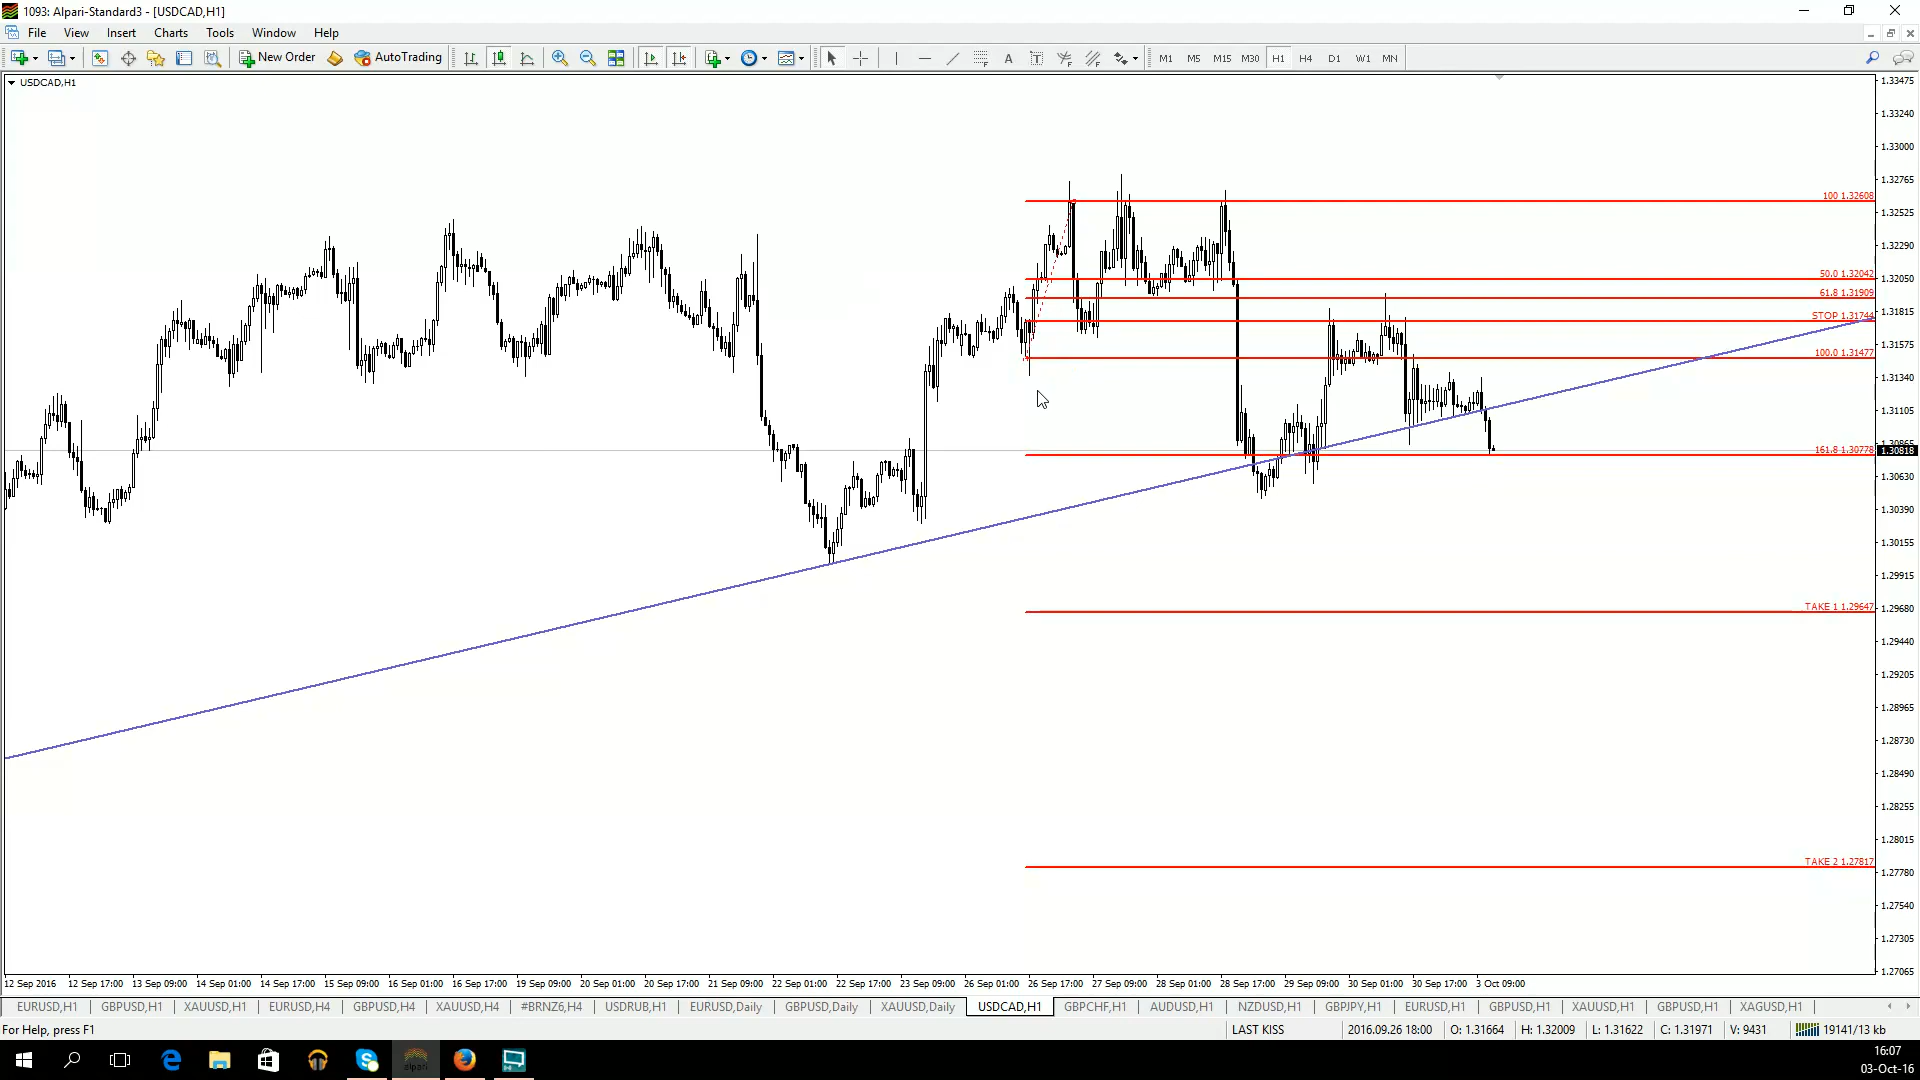 1093: Alpari-Standard3 - [USDCAD,H1]
File View Insert Charts Tools Window Help
New Order AutoTrading A T M1 M5 M15 M30 H1 H4 D1 W1 MN
USDCAD,H1
1.33475
1.33240
1.33000
1.32765
100 1.32608
1.32525
1.32290
50.0 1.32042
1.32050
61.8 1.31909
STOP 1.31744
1.31815
100.0 1.31477
1.31575
1.31340
1.31105
161.8 1.30778
1.30865
1.30818
1.30630
1.30390
1.30155
1.29915
TAKE 1 1.29647
1.29680
1.29440
1.29205
1.28965
1.28730
1.28490
1.28255
1.28015
TAKE 2 1.27817
1.27780
1.27540
1.27305
1.27065
12 Sep 2016 12 Sep 17:00 13 Sep 09:00 14 Sep 01:00 14 Sep 17:00 15 Sep 09:00 16 Sep 01:00 16 Sep 17:00 19 Sep 09:00 20 Sep 01:00 20 Sep 17:00 21 Sep 09:00 22 Sep 01:00 22 Sep 17:00 23 Sep 09:00 26 Sep 01:00 26 Sep 17:00 27 Sep 09:00 28 Sep 01:00 28 Sep 17:00 29 Sep 09:00 30 Sep 01:00 30 Sep 17:00 3 Oct 09:00
EURUSD,H1 GBPUSD,H1 XAUUSD,H1 EURUSD,H4 GBPUSD,H4 XAUUSD,H4 #BRNZ6,H4 USDRUB,H1 EURUSD,Daily GBPUSD,Daily XAUUSD,Daily USDCAD,H1 GBPCHF,H1 AUDUSD,H1 NZDUSD,H1 GBPJPY,H1 EURUSD,H1 GBPUSD,H1 XAUUSD,H1 GBPUSD,H1 XAGUSD,H1
For Help, press F1 LAST KISS 2016.09.26 18:00 O: 1.31664 H: 1.32009 L: 1.31622 C: 1.31971 V: 9431 19141/13 kb
alpari
16:07
03-Oct-16